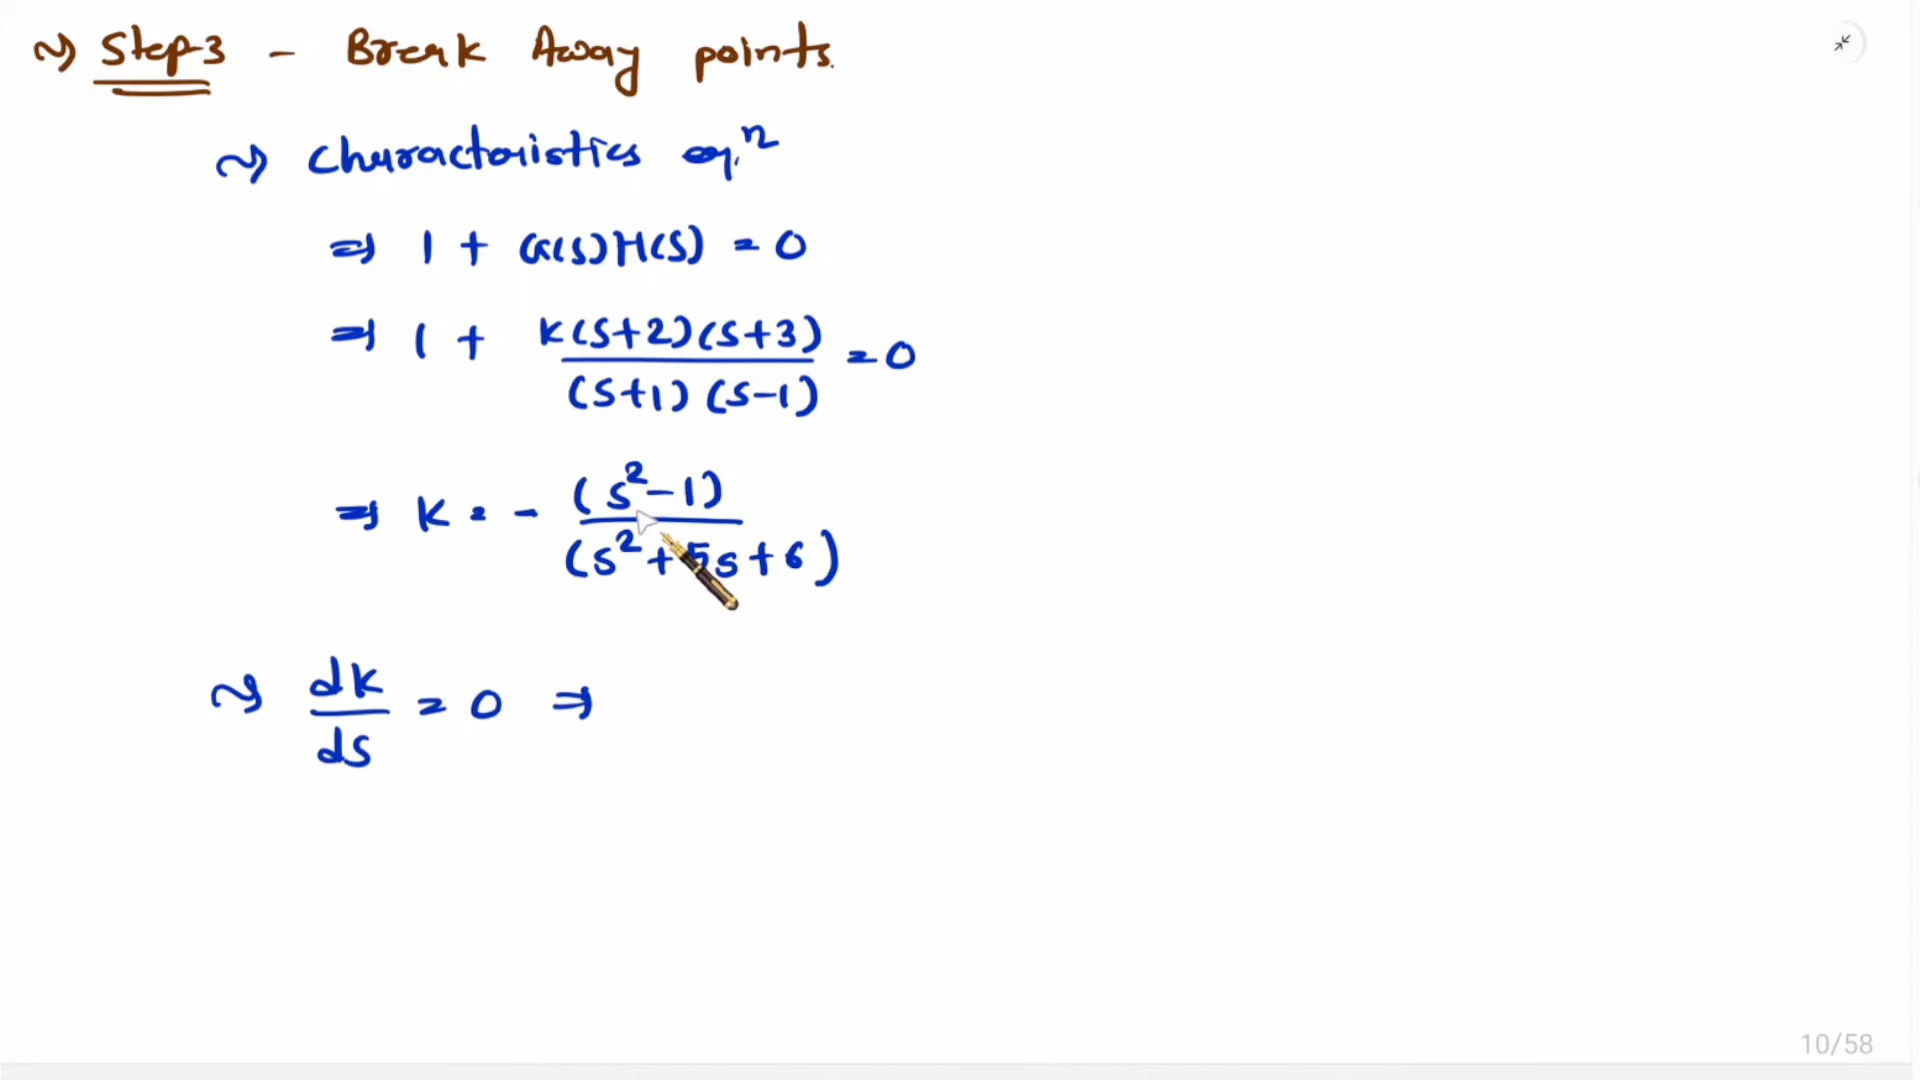 ~> Step-3 - Break Away points.
~> Charactoristics eq.ⁿ
⇒ 1 + G(s)H(s) = 0
⇒ 1 + K(s+2)(s+3) / (s+1)(s-1) = 0
⇒ K = - (s²-1) / (s²+5s+6)
~> dK/ds = 0 ⇒
10/58